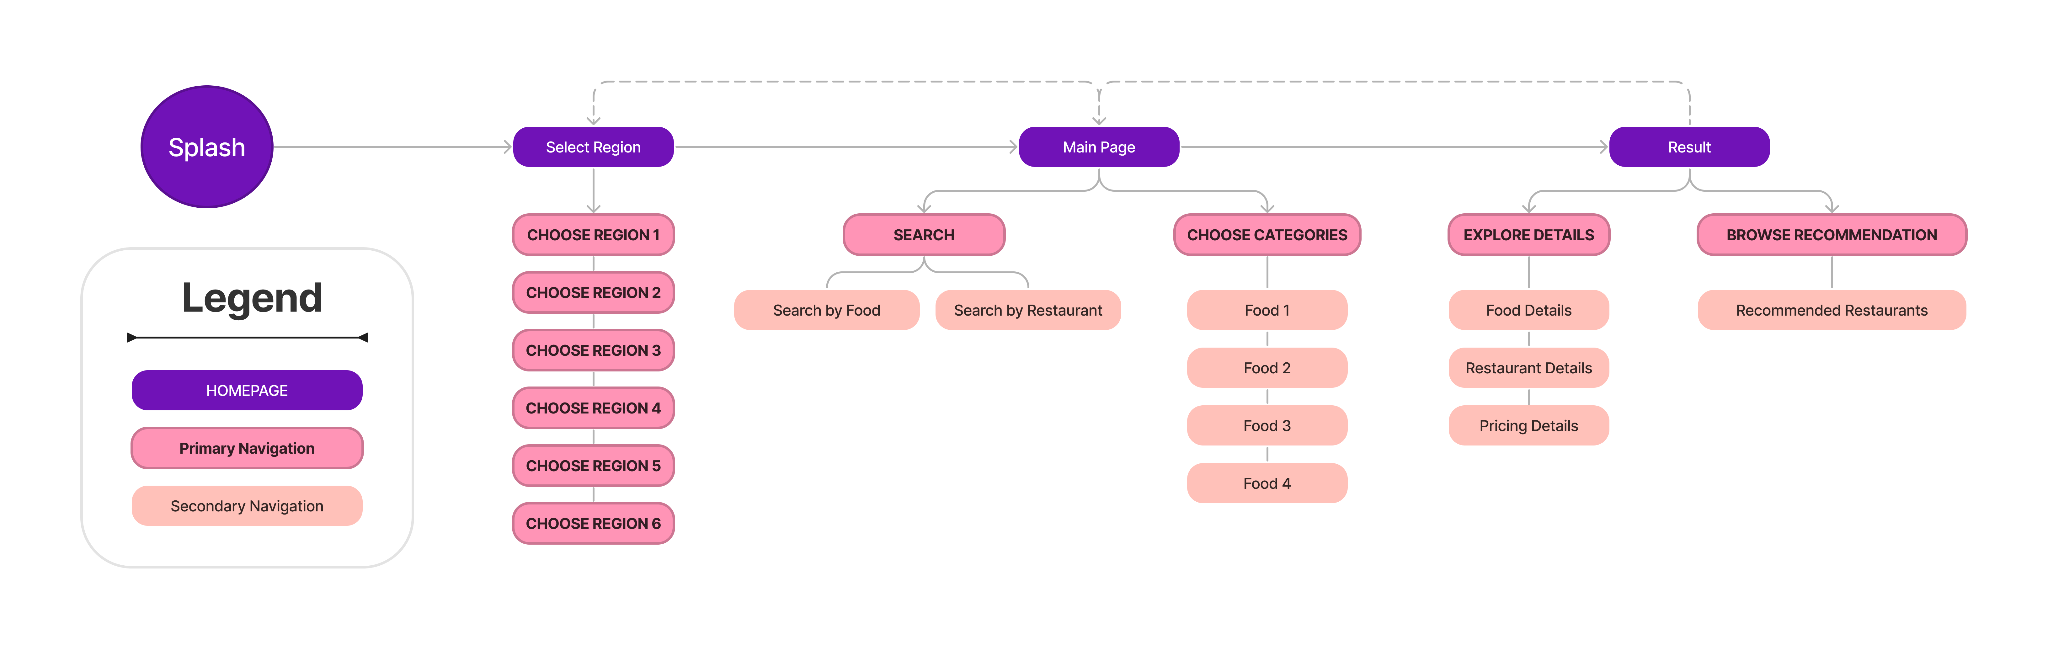 Splash
Select Region
Main Page
Result
CHOOSE REGION 1
CHOOSE REGION 2
CHOOSE REGION 3
CHOOSE REGION 4
CHOOSE REGION 5
CHOOSE REGION 6
SEARCH
Search by Food
Search by Restaurant
CHOOSE CATEGORIES
Food 1
Food 2
Food 3
Food 4
EXPLORE DETAILS
Food Details
Restaurant Details
Pricing Details
BROWSE RECOMMENDATION
Recommended Restaurants
Legend
HOMEPAGE
Primary Navigation
Secondary Navigation